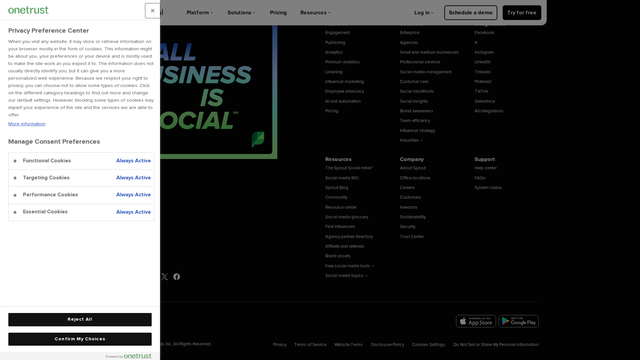 onetrust
Privacy Preference Center
When you visit any website, it may store or retrieve information on
your browser, mostly in the form of cookies. This information might
be about you, your preferences or your device and is mostly used
to make the site work as you expect it to. The information does not
usually directly identify you, but it can give you a more
personalized web experience. Because we respect your right to
privacy, you can choose not to allow some types of cookies. Click
on the different category headings to find out more and change
our default settings. However, blocking some types of cookies may
impact your experience of the site and the services we are able to
offer.
More information
Manage Consent Preferences
+ Functional Cookies Always Active
+ Targeting Cookies Always Active
+ Performance Cookies Always Active
+ Essential Cookies Always Active
Reject All
Confirm My Choices
Powered by onetrust
Platform
Solutions
Pricing
Resources
Log in
Schedule a demo
Try for free
ALL
BUSINESS
IS
SOCIAL™
Engagement
Publishing
Analytics
Premium analytics
Listening
Influencer marketing
Employee advocacy
AI and automation
Pricing
Enterprise
Agencies
Small and medium businesses
Professional services
Social media management
Customer care
Social storefronts
Social insights
Brand awareness
Team efficiency
Influencer strategy
Industries
Facebook
X
Instagram
LinkedIn
Threads
Pinterest
TikTok
Salesforce
All integrations
Resources
The Sprout Social Index™
Social media ROI
Sprout Blog
Community
Resource center
Social media glossary
Find influencers
Agency partner directory
Affiliate and referrals
Brand assets
Free social media tools
Social media topics
Company
About Sprout
Office locations
Careers
Customers
Investors
Sustainability
Security
Trust Center
Support
Help center
FAQs
System status
Download on the
App Store
GET IT ON
Google Play
Inc. All Rights Reserved.
Privacy
Terms of Service
Website Terms
Disclosure Policy
Cookies Settings
Do Not Sell or Share My Personal Information